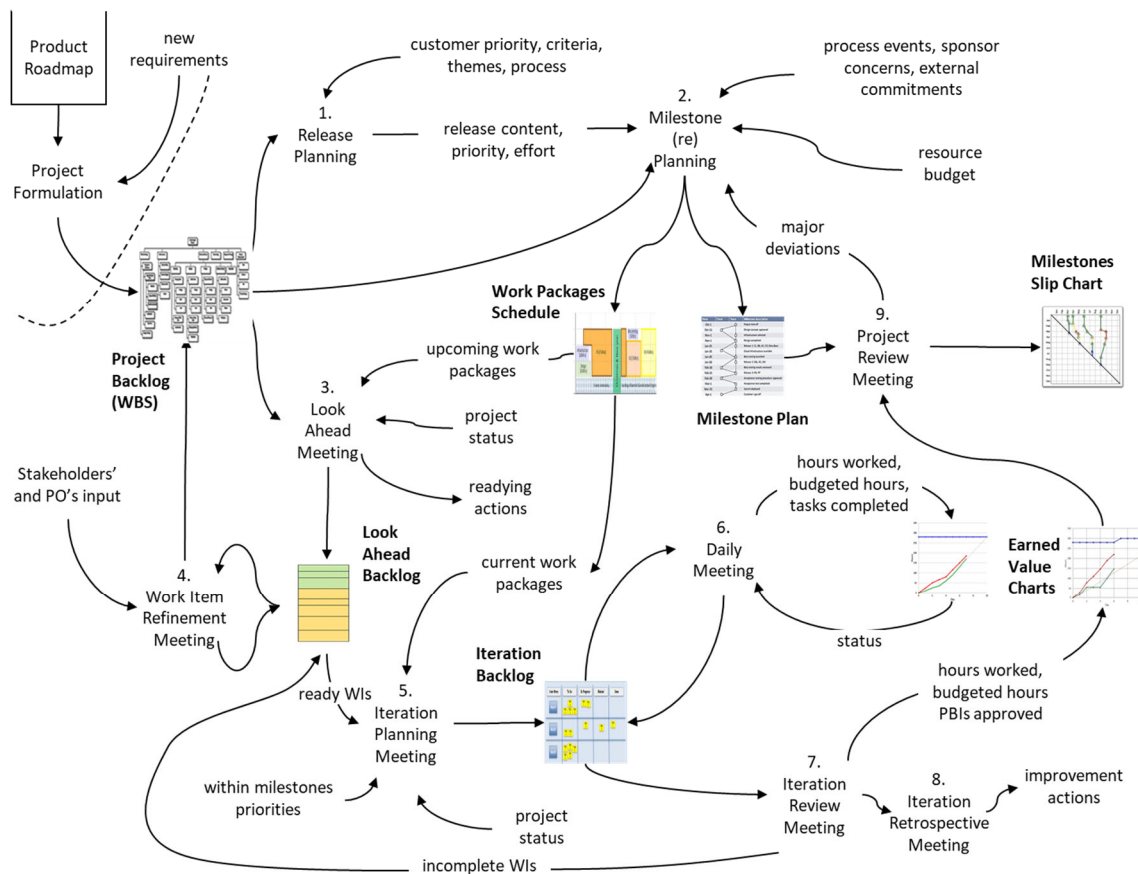 Product
Roadmap
new
requirements
Project
Formulation
customer priority, criteria,
themes, process
1.
Release
Planning
release content,
priority, effort
2.
Milestone
(re)
Planning
process events, sponsor
concerns, external
commitments
resource
budget
major
deviations
Project
Backlog
(WBS)
Work Packages
Schedule
upcoming work
packages
Milestone Plan
9.
Project
Review
Meeting
Milestones
Slip Chart
3.
Look
Ahead
Meeting
project
status
readying
actions
Stakeholders'
and PO's input
4.
Work Item
Refinement
Meeting
Look
Ahead
Backlog
current work
packages
6.
Daily
Meeting
hours worked,
budgeted hours,
tasks completed
status
Earned
Value
Charts
ready WIs
5.
Iteration
Planning
Meeting
Iteration
Backlog
within milestones
priorities
project
status
hours worked,
budgeted hours
PBIs approved
7.
Iteration
Review
Meeting
8.
Iteration
Retrospective
Meeting
improvement
actions
incomplete WIs